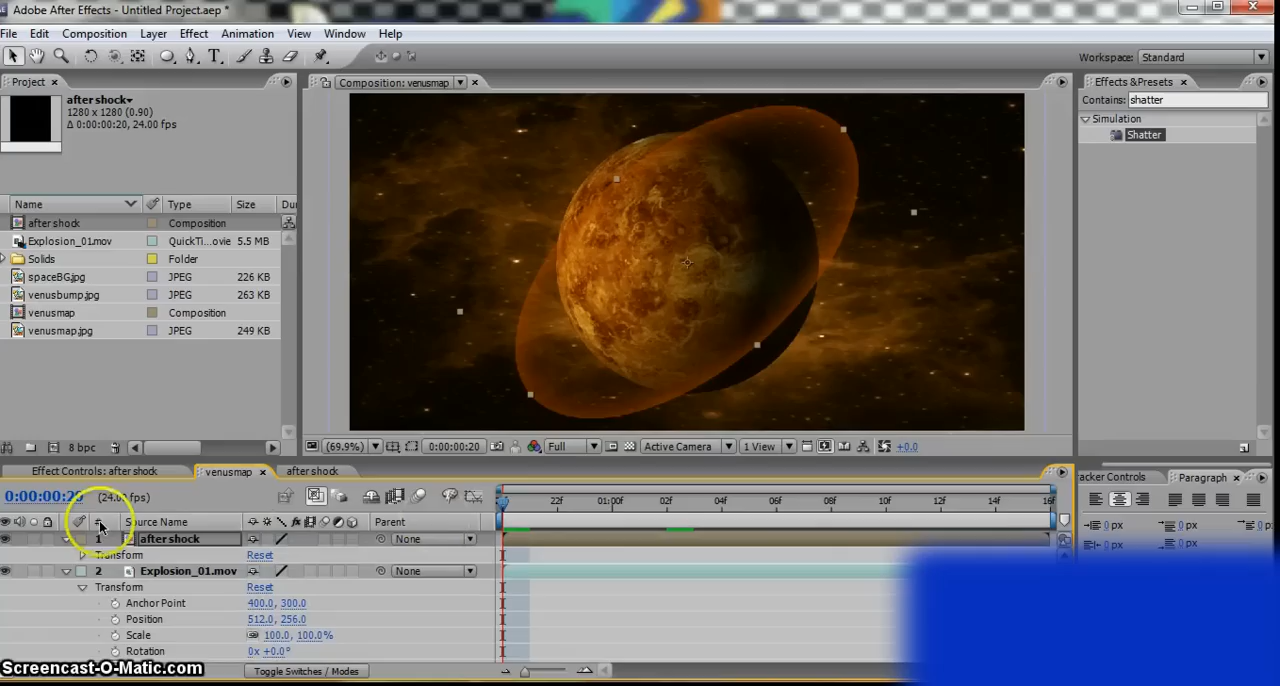 Adobe After Effects - Untitled Project.aep *
File Edit Composition Layer Effect Animation View Window Help
Workspace: Standard
Project
after shock
1280 x 1280 (0.90)
Δ 0:00:00:20, 24.00 fps
Name Type Size Du
after shock Composition
Explosion_01.mov QuickTi...ovie 5.5 MB
Solids Folder
spaceBG.jpg JPEG 226 KB
venusbump.jpg JPEG 263 KB
venusmap Composition
venusmap.jpg JPEG 249 KB
8 bpc
Composition: venusmap
(69.9%) 0:00:00:20 Full Active Camera 1 View +0.0
Effects & Presets
Contains: shatter
Simulation
Shatter
Effect Controls: after shock venusmap after shock
0:00:00:20 (24.00 fps)
22f 01:00f 02f 04f 06f 08f 10f 12f 14f 16f
# Source Name Parent
1 after shock None
Transform Reset
2 Explosion_01.mov None
Transform Reset
Anchor Point 400.0, 300.0
Position 512.0, 256.0
Scale 100.0, 100.0%
Rotation 0x +0.0°
Toggle Switches / Modes
acker Controls Paragraph
0 px 0 px 0 p
0 px 0 px
Screencast-O-Matic.com